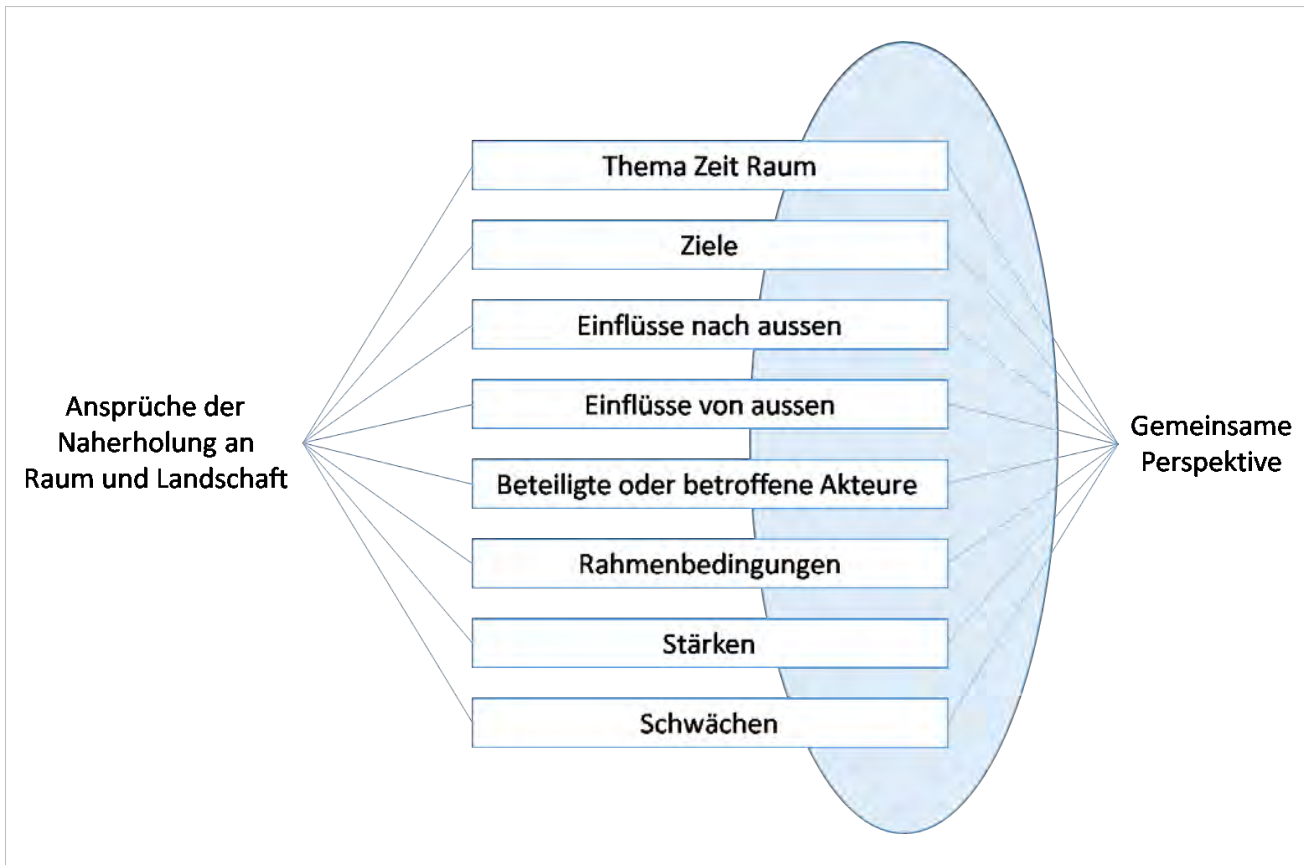 Ansprüche der
Naherholung an
Raum und Landschaft
Thema Zeit Raum
Ziele
Einflüsse nach aussen
Einflüsse von aussen
Beteiligte oder betroffene Akteure
Rahmenbedingungen
Stärken
Schwächen
Gemeinsame
Perspektive